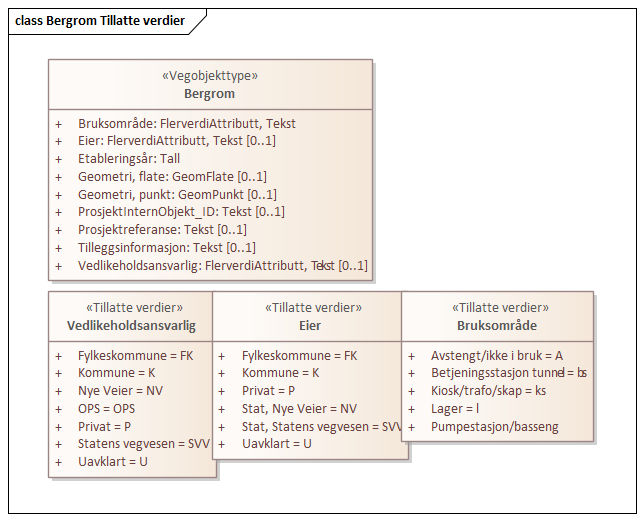 class Bergrom Tillatte verdier
«Vegobjekttype»
Bergrom
+ Bruksområde: FlerverdiAttributt, Tekst
+ Eier: FlerverdiAttributt, Tekst [0..1]
+ Etableringsår: Tall
+ Geometri, flate: GeomFlate [0..1]
+ Geometri, punkt: GeomPunkt [0..1]
+ ProsjektInternObjekt_ID: Tekst [0..1]
+ Prosjektreferanse: Tekst [0..1]
+ Tilleggsinformasjon: Tekst [0..1]
+ Vedlikeholdsansvarlig: FlerverdiAttributt, Tekst [0..1]
«Tillatte verdier»
Vedlikeholdsansvarlig
+ Fylkeskommune = FK
+ Kommune = K
+ Nye Veier = NV
+ OPS = OPS
+ Privat = P
+ Statens vegvesen = SVV
+ Uavklart = U
«Tillatte verdier»
Eier
+ Fylkeskommune = FK
+ Kommune = K
+ Privat = P
+ Stat, Nye Veier = NV
+ Stat, Statens vegvesen = SVV
+ Uavklart = U
«Tillatte verdier»
Bruksområde
+ Avstengt/ikke i bruk = A
+ Betjeningsstasjon tunnel = bs
+ Kiosk/trafo/skap = ks
+ Lager = l
+ Pumpestasjon/basseng